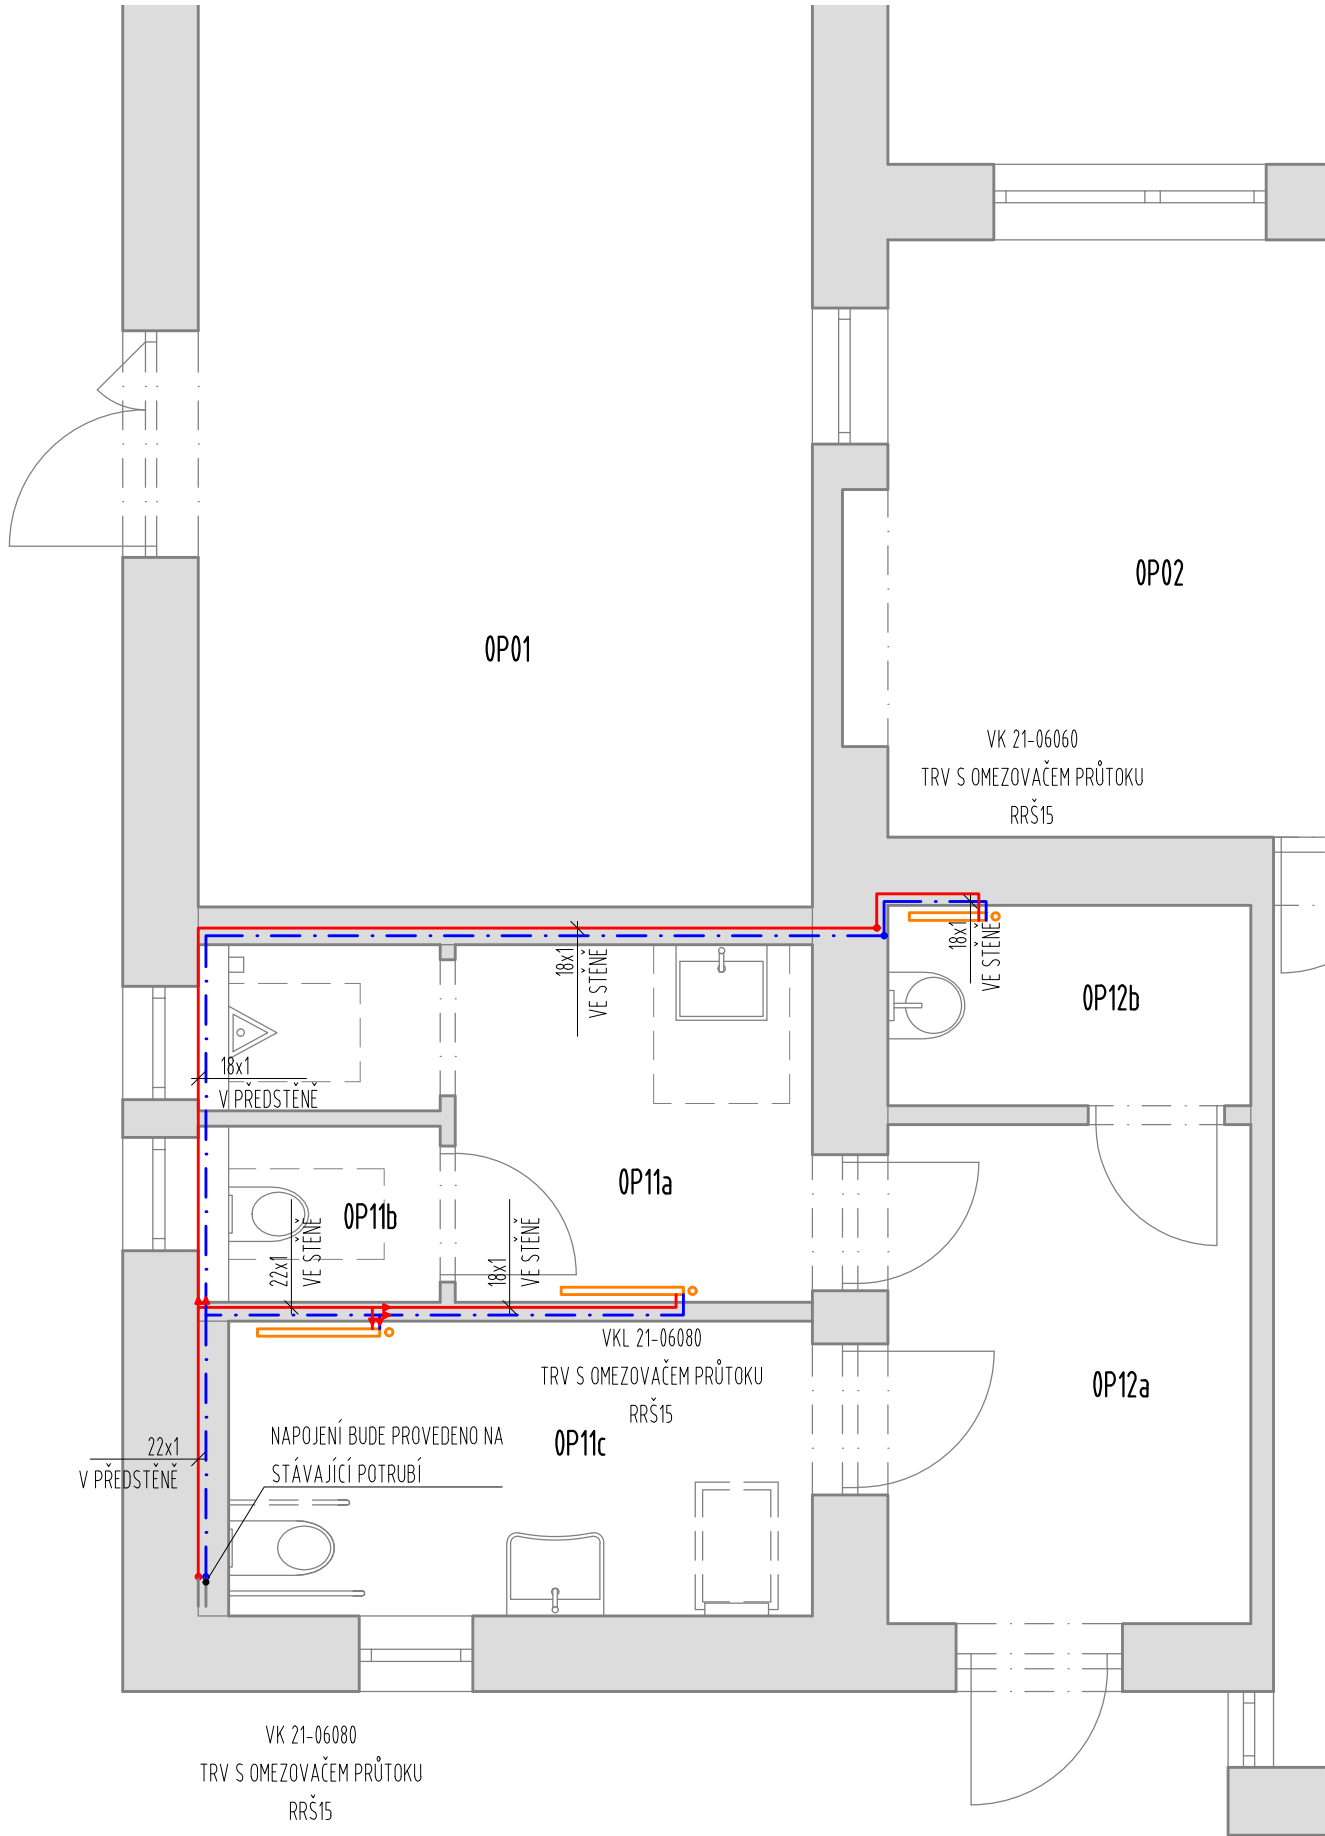 0P02
0P01
VK 21-06060
TRV S OMEZOVAČEM PRŮTOKU
RRŠ15
18x1
VE STĚNĚ
18x1
VE STĚNĚ
0P12b
18x1
V PŘEDSTĚNĚ
0P11a
0P11b
22x1
VE STĚNĚ
18x1
VE STĚNĚ
VKL 21-06080
TRV S OMEZOVAČEM PRŮTOKU
RRŠ15
0P12a
0P11c
NAPOJENÍ BUDE PROVEDENO NA
STÁVAJÍCÍ POTRUBÍ
22x1
V PŘEDSTĚNĚ
VK 21-06080
TRV S OMEZOVAČEM PRŮTOKU
RRŠ15